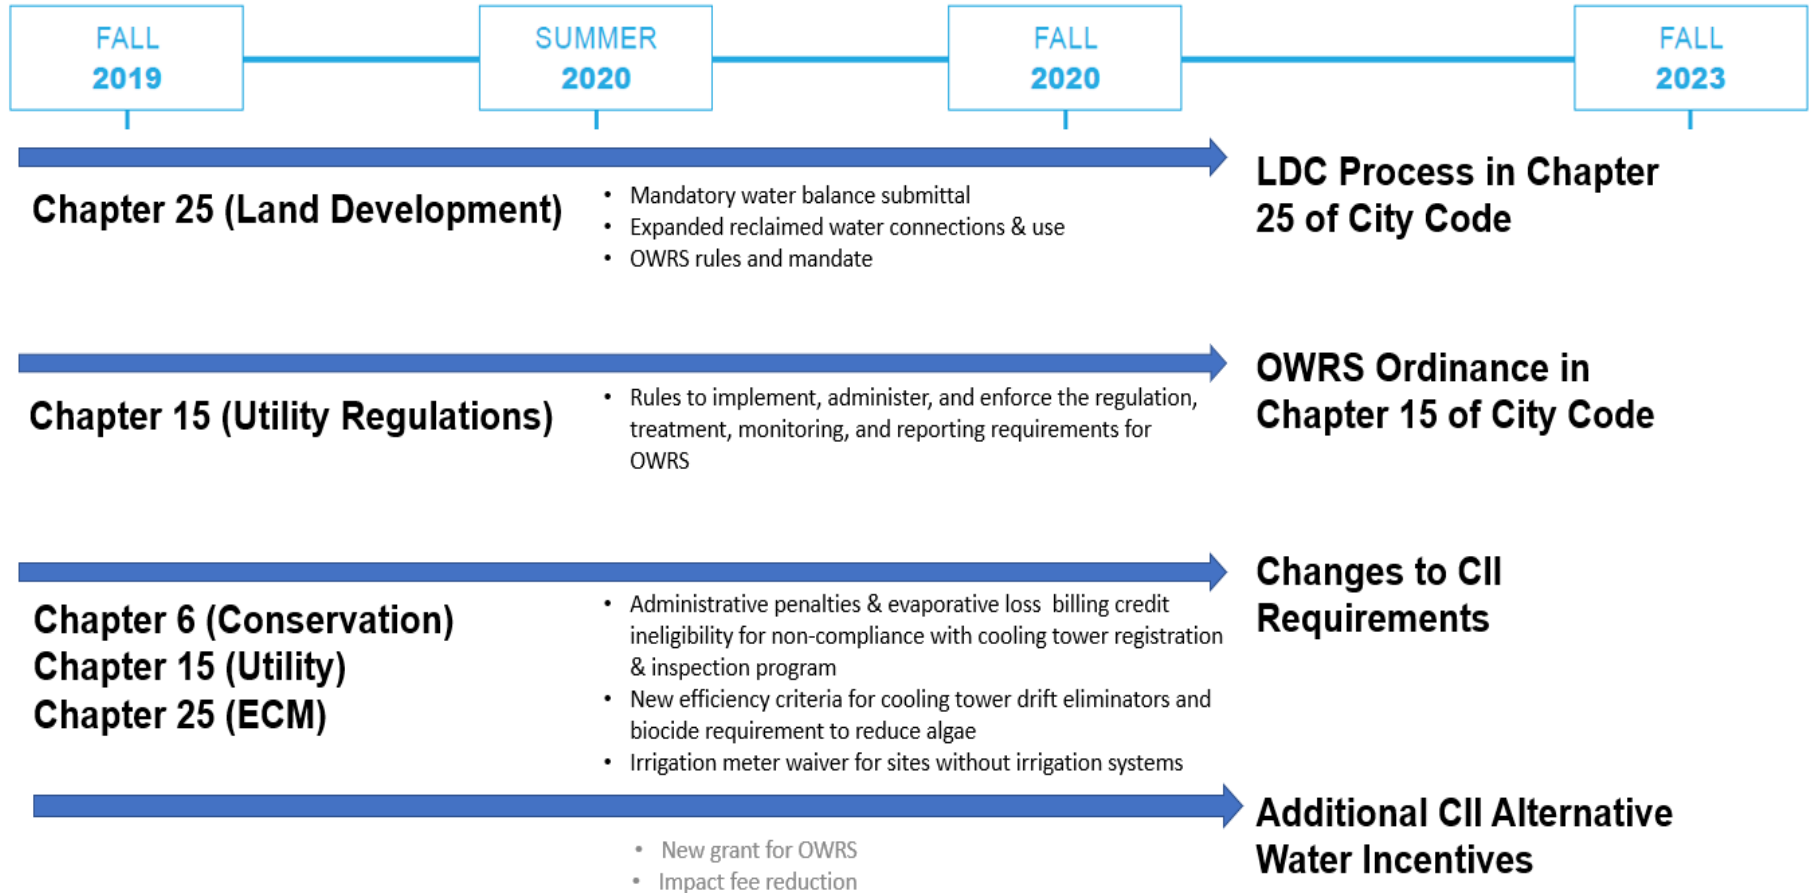 FALL
2019
SUMMER
2020
FALL
2020
FALL
2023
Chapter 25 (Land Development)
• Mandatory water balance submittal
• Expanded reclaimed water connections & use
• OWRS rules and mandate
LDC Process in Chapter
25 of City Code
Chapter 15 (Utility Regulations)
• Rules to implement, administer, and enforce the regulation,
treatment, monitoring, and reporting requirements for
OWRS
OWRS Ordinance in
Chapter 15 of City Code
Chapter 6 (Conservation)
Chapter 15 (Utility)
Chapter 25 (ECM)
• Administrative penalties & evaporative loss billing credit
ineligibility for non-compliance with cooling tower registration
& inspection program
• New efficiency criteria for cooling tower drift eliminators and
biocide requirement to reduce algae
• Irrigation meter waiver for sites without irrigation systems
Changes to CII
Requirements
• New grant for OWRS
• Impact fee reduction
Additional CII Alternative
Water Incentives